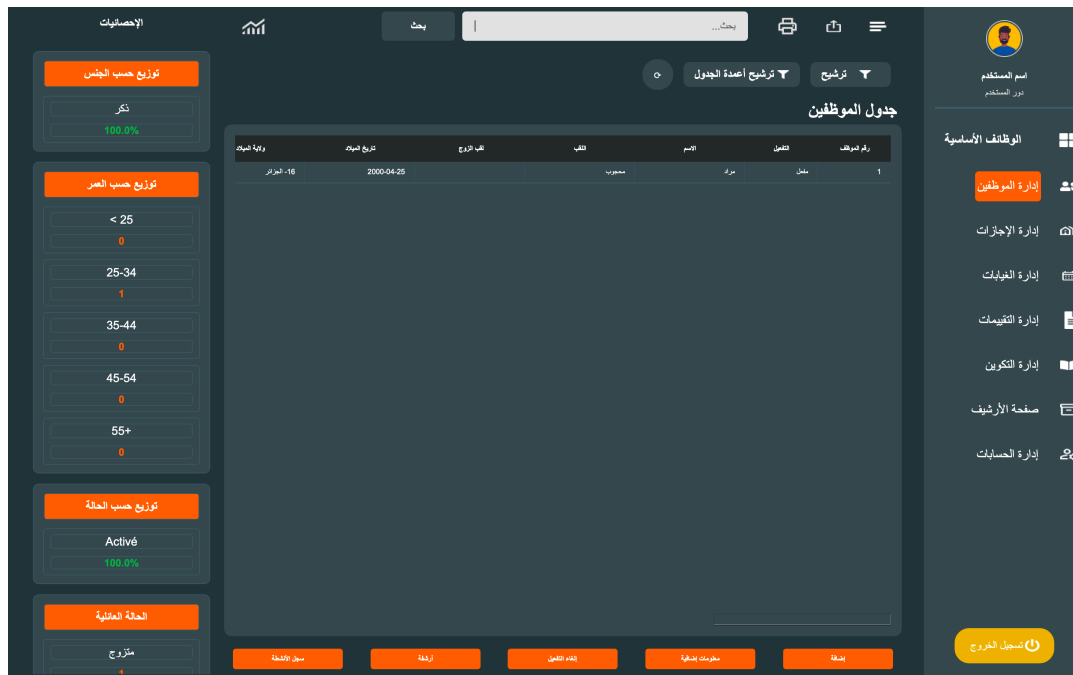 اسم المستخدم
دور المستخدم
الوظائف الأساسية
إدارة الموظفين
إدارة الإجازات
إدارة الغيابات
إدارة التقييمات
إدارة التكوين
صفحة الأرشيف
إدارة الحسابات
تسجيل الخروج
بحث...
بحث
ترشيح
ترشيح أعمدة الجدول
جدول الموظفين
رقم الموظف التفعيل الاسم اللقب لقب الزوج تاريخ الميلاد ولاية الميلاد
1 مفعل مراد محجوب 2000-04-25 16- الجزائر
إضافة
معلومات إضافية
إلغاء التفعيل
أرشفة
سجل الأنشطة
الإحصائيات
توزيع حسب الجنس
ذكر
100.0%
توزيع حسب العمر
< 25
0
25-34
1
35-44
0
45-54
0
55+
0
توزيع حسب الحالة
Activé
100.0%
الحالة العائلية
متزوج
1